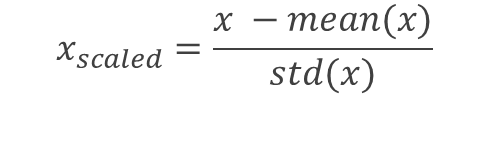 x_scaled = (x − mean(x)) / std(x)